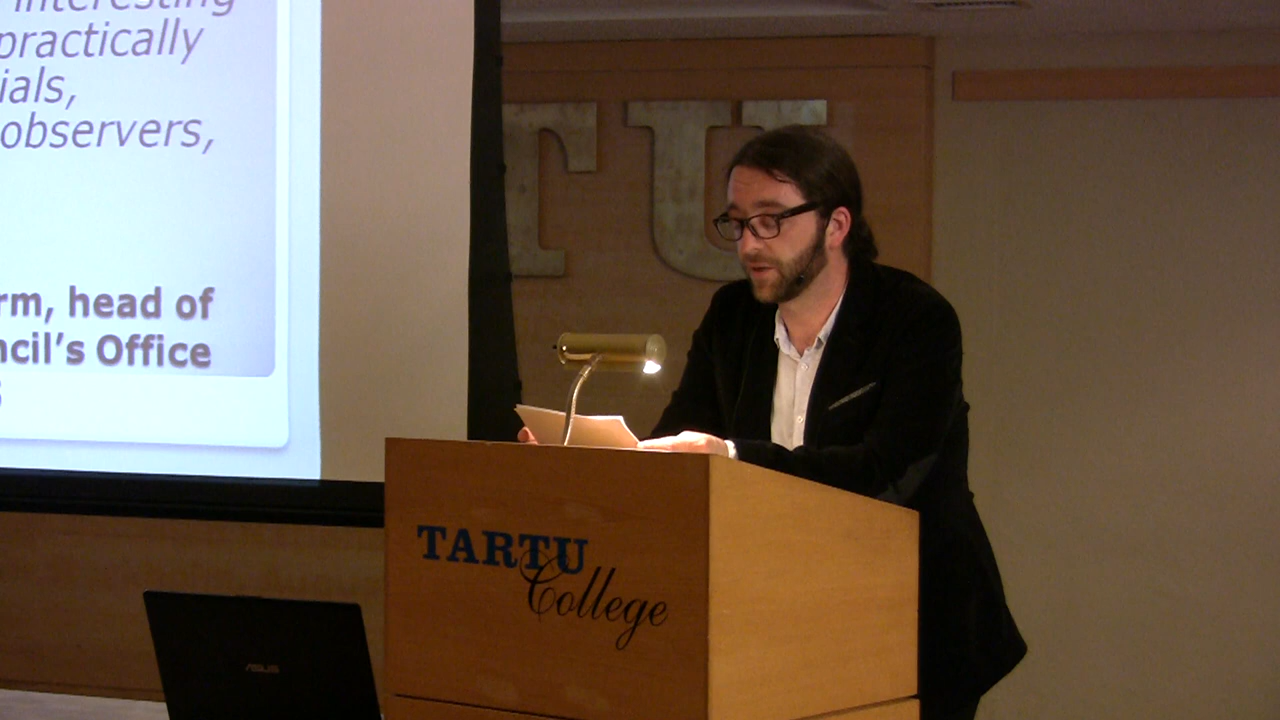 interesting
practically
ials,
observers,
rm, head of
ncil's Office
TU
TARTU
College
ASUS